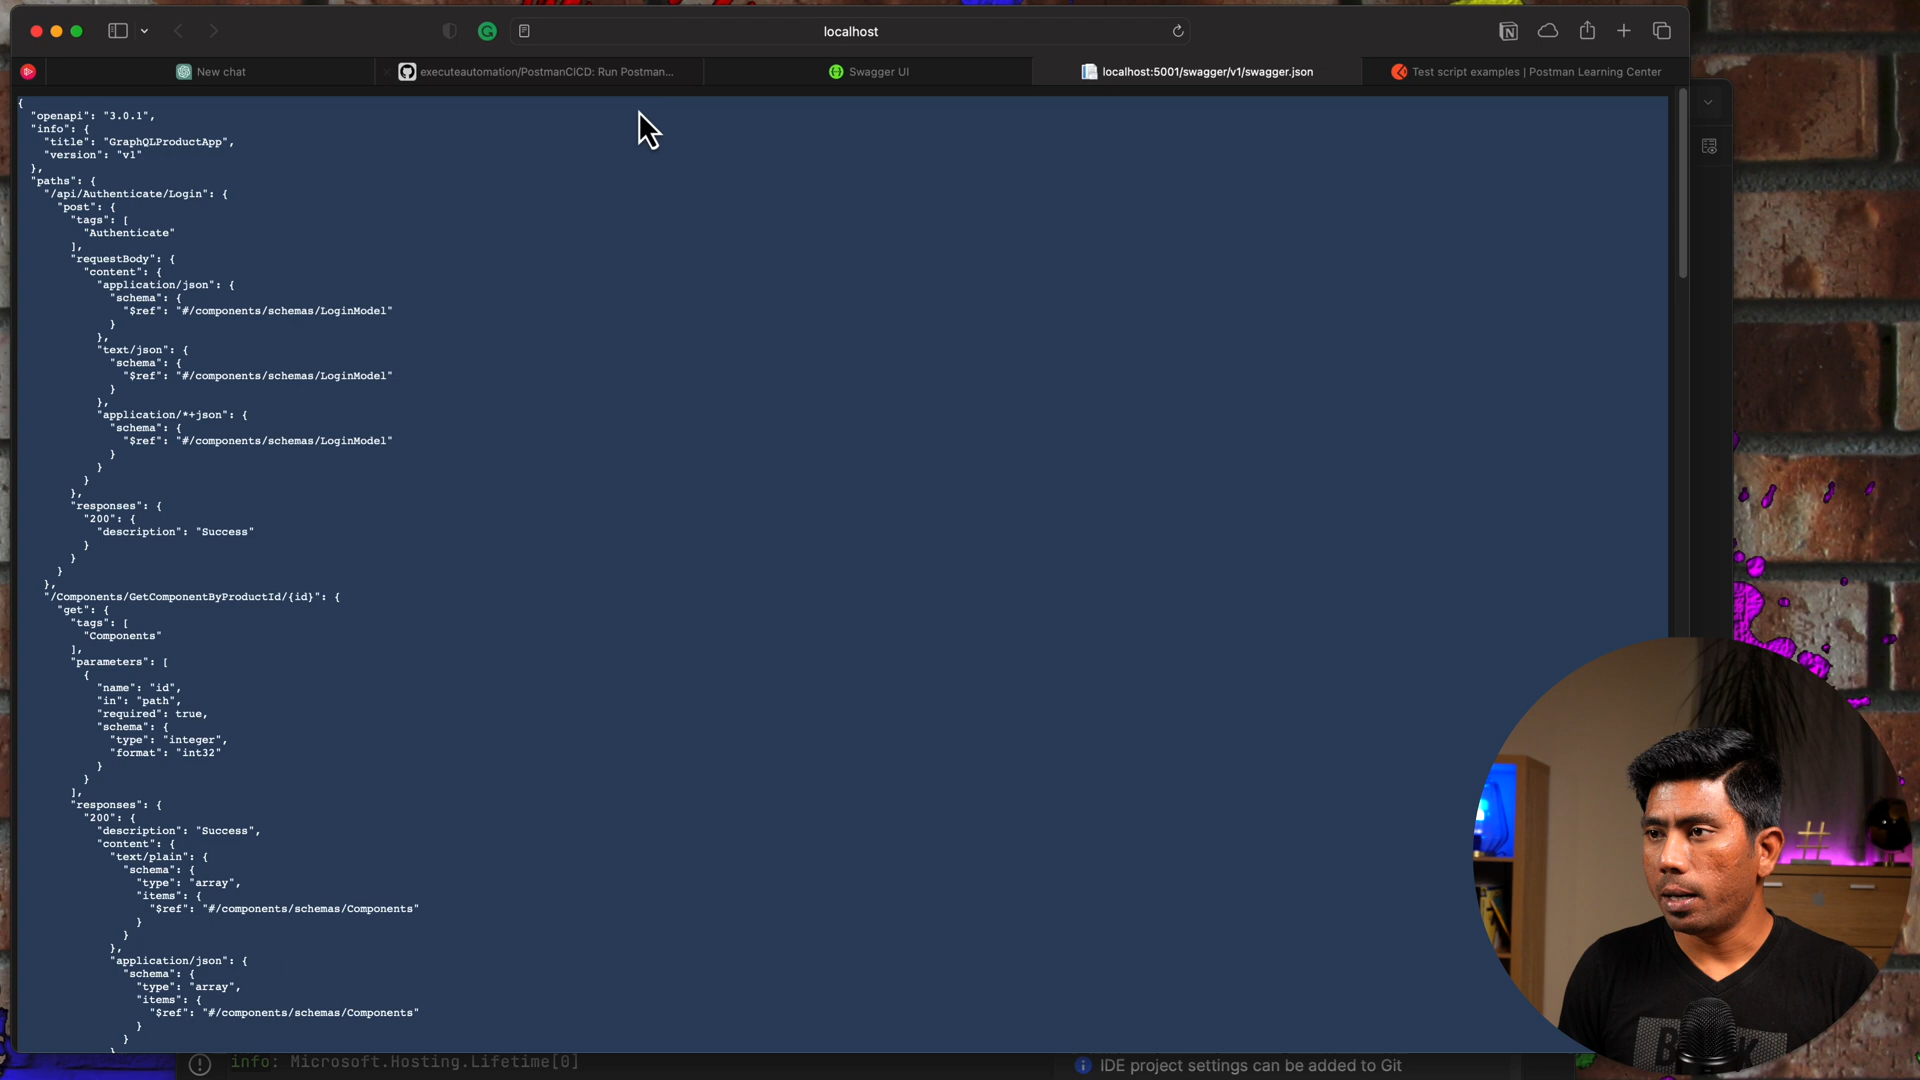 localhost
New chat
executeautomation/PostmanCICD: Run Postman...
Swagger UI
localhost:5001/swagger/v1/swagger.json
Test script examples | Postman Learning Center
{
"openapi": "3.0.1",
"info": {
"title": "GraphQLProductApp",
"version": "v1"
},
"paths": {
"/api/Authenticate/Login": {
"post": {
"tags": [
"Authenticate"
],
"requestBody": {
"content": {
"application/json": {
"schema": {
"$ref": "#/components/schemas/LoginModel"
}
},
"text/json": {
"schema": {
"$ref": "#/components/schemas/LoginModel"
}
},
"application/*+json": {
"schema": {
"$ref": "#/components/schemas/LoginModel"
}
}
}
},
"responses": {
"200": {
"description": "Success"
}
}
}
},
"/Components/GetComponentByProductId/{id}": {
"get": {
"tags": [
"Components"
],
"parameters": [
{
"name": "id",
"in": "path",
"required": true,
"schema": {
"type": "integer",
"format": "int32"
}
}
],
"responses": {
"200": {
"description": "Success",
"content": {
"text/plain": {
"schema": {
"type": "array",
"items": {
"$ref": "#/components/schemas/Components"
}
}
},
"application/json": {
"schema": {
"type": "array",
"items": {
"$ref": "#/components/schemas/Components"
}
}
info: Microsoft.Hosting.Lifetime[0]
IDE project settings can be added to Git